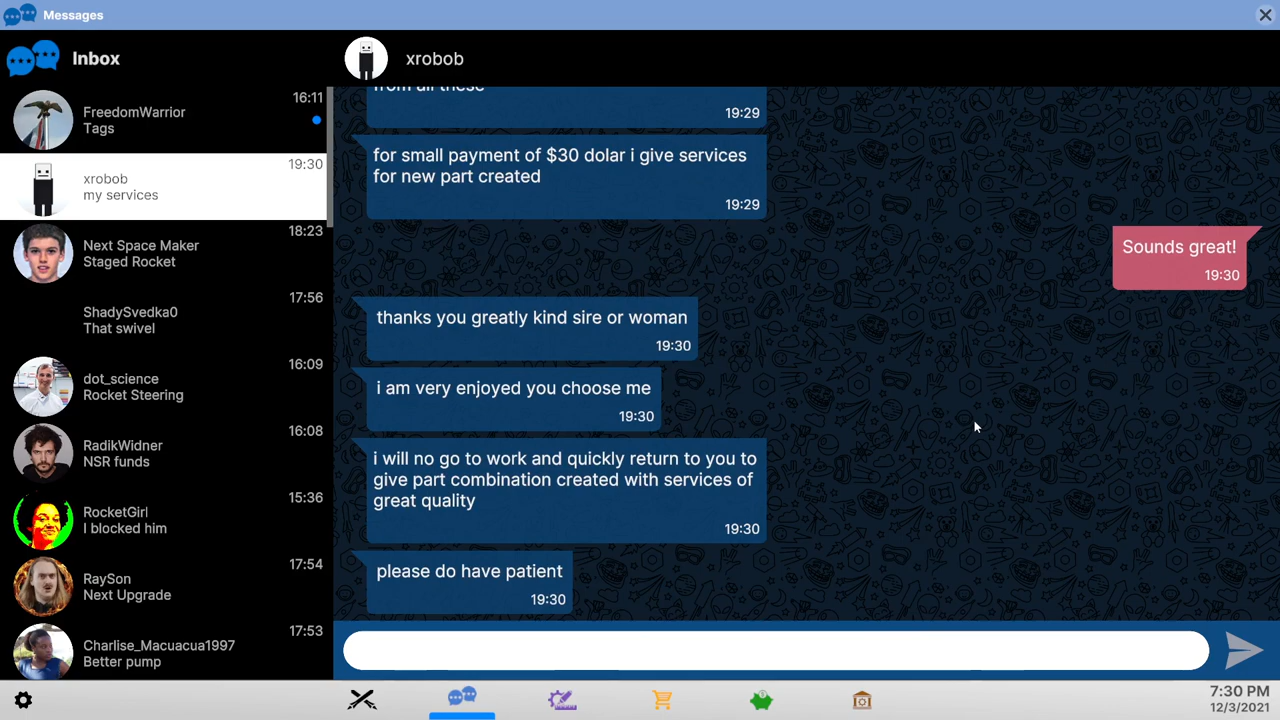 Messages
Inbox
16:11
FreedomWarrior
Tags
19:30
xrobob
my services
18:23
Next Space Maker
Staged Rocket
17:56
ShadySvedka0
That swivel
16:09
dot_science
Rocket Steering
16:08
RadikWidner
NSR funds
15:36
RocketGirl
I blocked him
17:54
RaySon
Next Upgrade
17:53
Charlise_Macuacua1997
Better pump
xrobob
from all these
19:29
for small payment of $30 dolar i give services
for new part created
19:29
Sounds great!
19:30
thanks you greatly kind sire or woman
19:30
i am very enjoyed you choose me
19:30
i will no go to work and quickly return to you to
give part combination created with services of
great quality
19:30
please do have patient
19:30
7:30 PM
12/3/2021